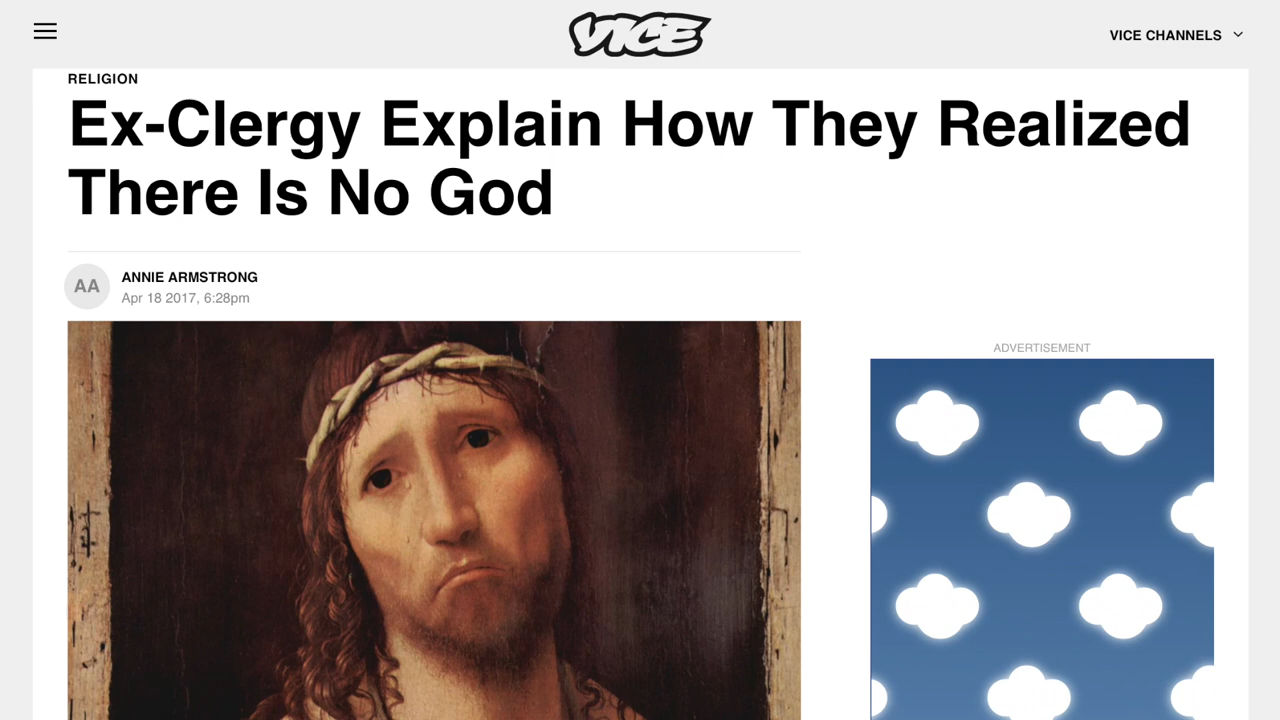 VICE
VICE CHANNELS
RELIGION
Ex-Clergy Explain How They Realized
There Is No God
AA
ANNIE ARMSTRONG
Apr 18 2017, 6:28pm
ADVERTISEMENT